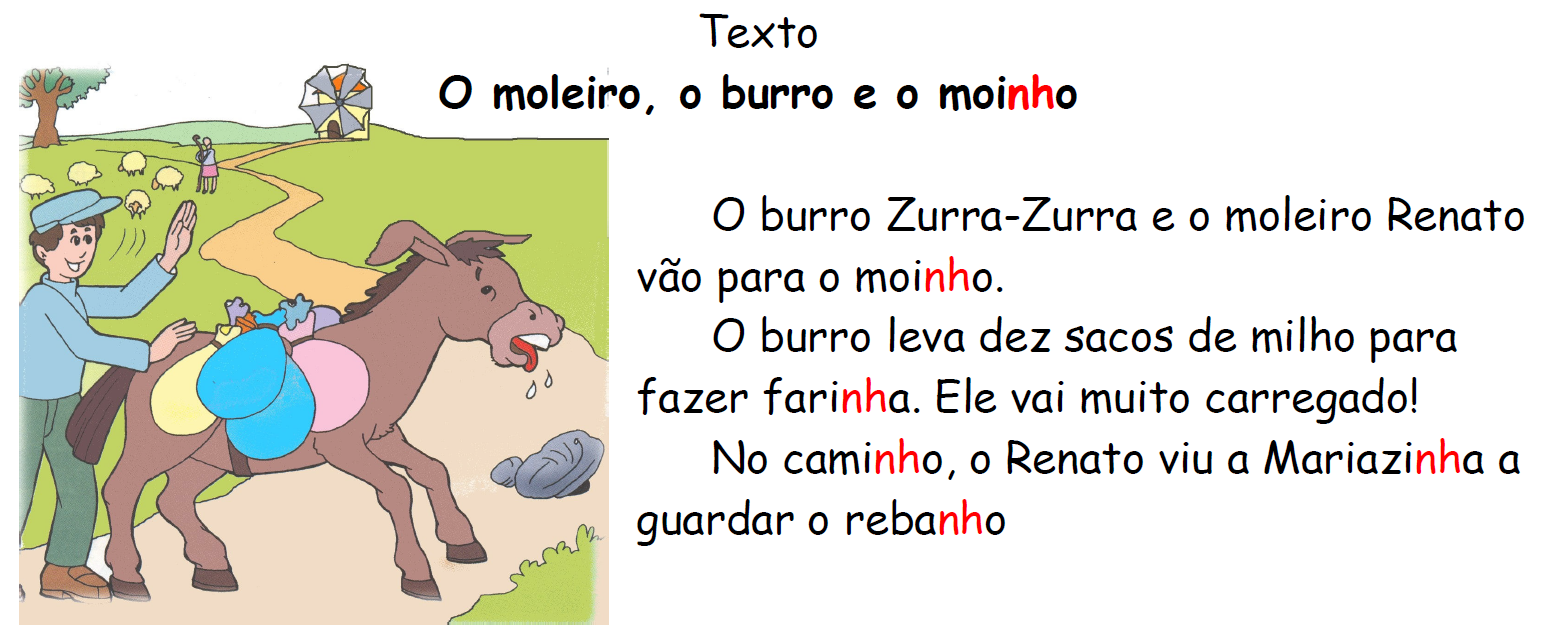 Texto
O moleiro, o burro e o moinho
O burro Zurra-Zurra e o moleiro Renato
vão para o moinho.
O burro leva dez sacos de milho para
fazer farinha. Ele vai muito carregado!
No caminho, o Renato viu a Mariazinha a
guardar o rebanho